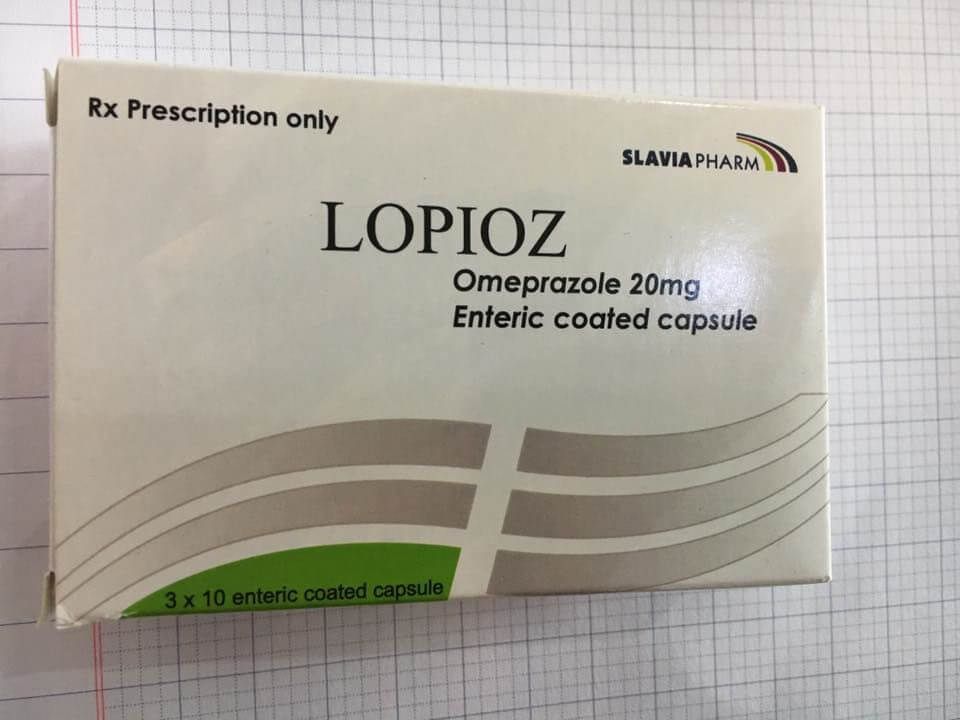 Rx Prescription only
SLAVIA PHARM
LOPIOZ
Omeprazole 20mg
Enteric coated capsule
3 x 10 enteric coated capsule